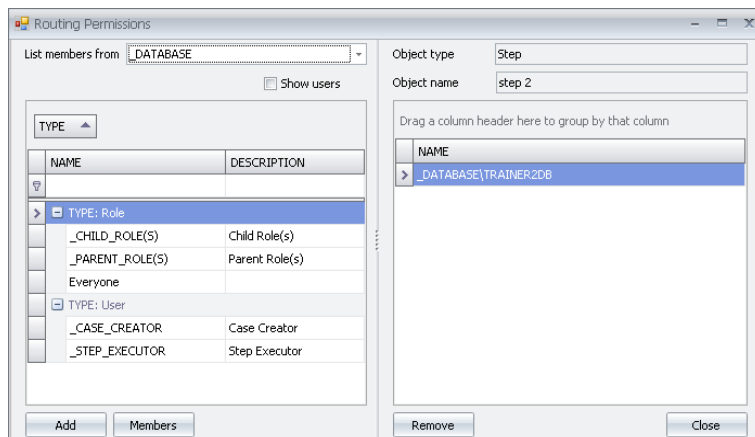 Routing Permissions
List members from _DATABASE
Show users
TYPE
NAME DESCRIPTION
TYPE: Role
_CHILD_ROLE(S) Child Role(s)
_PARENT_ROLE(S) Parent Role(s)
Everyone
TYPE: User
_CASE_CREATOR Case Creator
_STEP_EXECUTOR Step Executor
Add Members
Object type Step
Object name step 2
Drag a column header here to group by that column
NAME
_DATABASE\TRAINER2DB
Remove Close